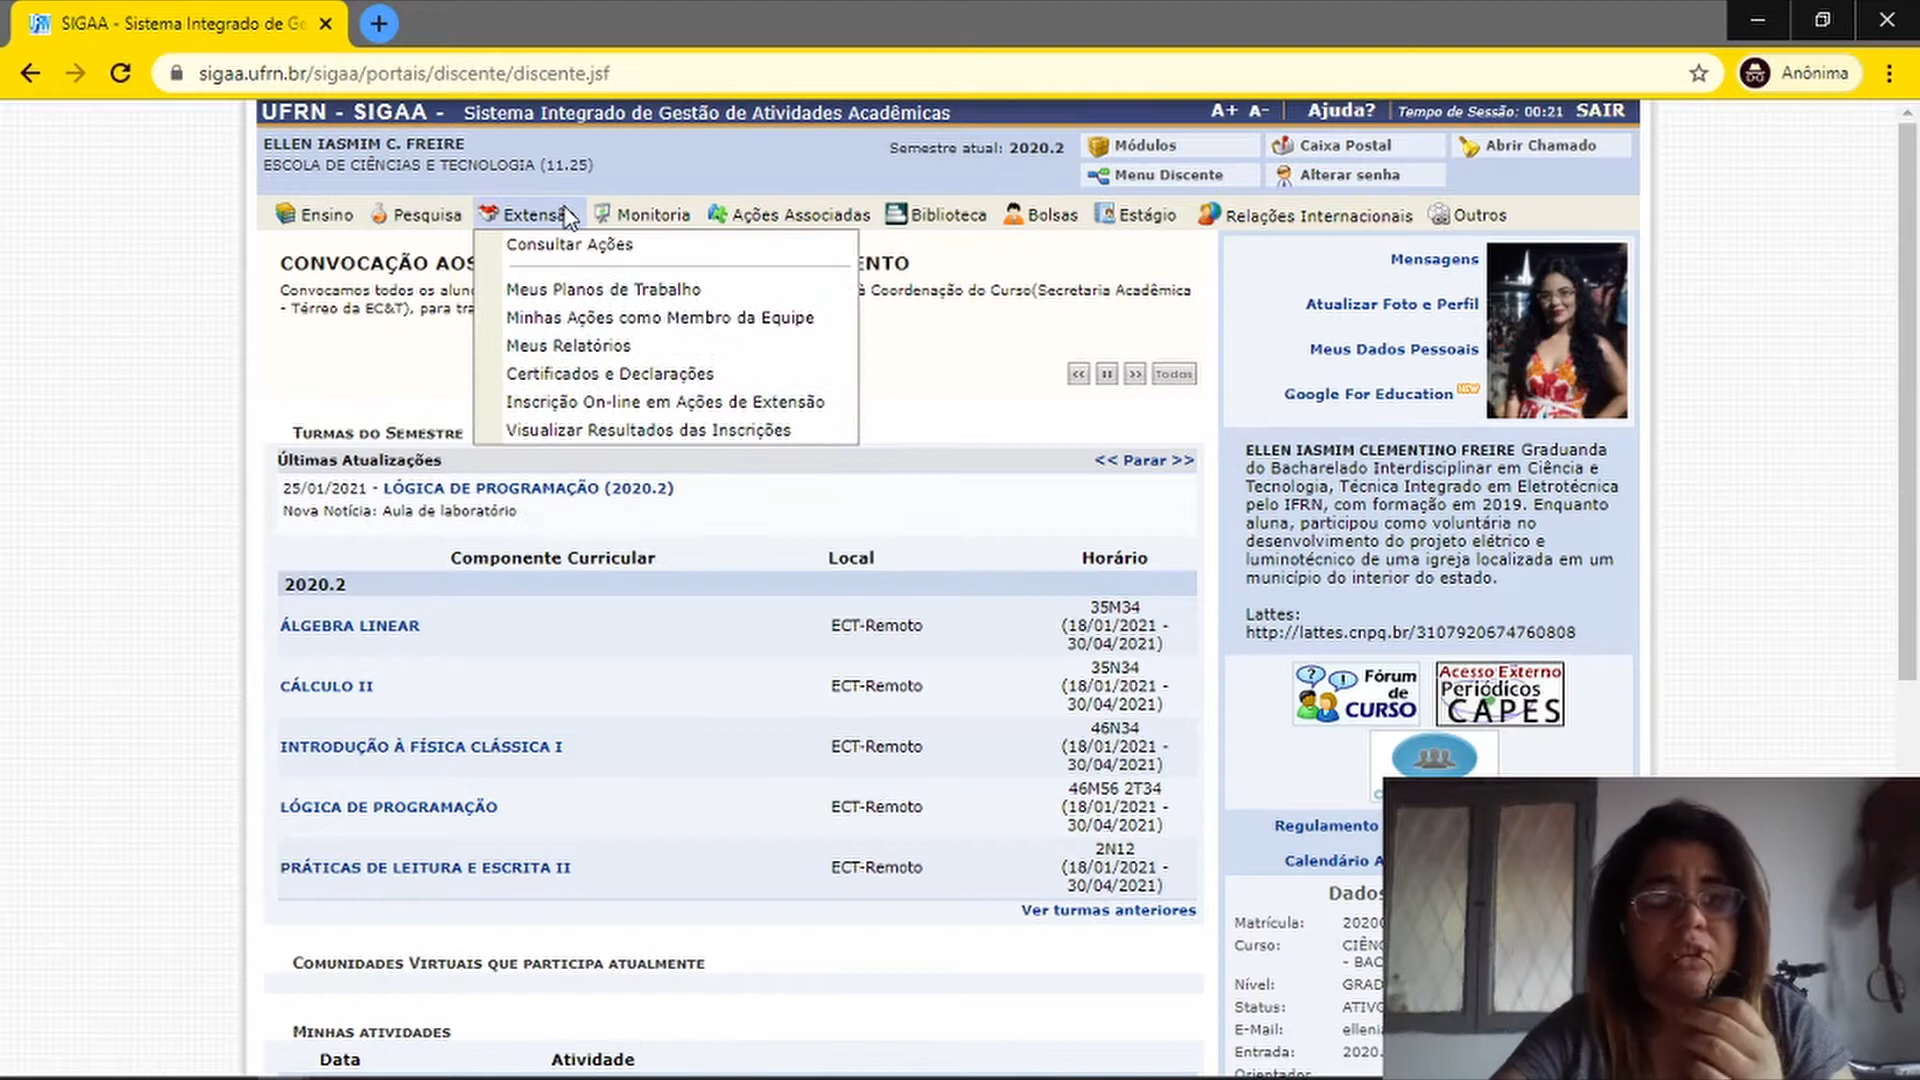 SIGAA - Sistema Integrado de Ge
sigaa.ufrn.br/sigaa/portais/discente/discente.jsf
Anônima
UFRN - SIGAA - Sistema Integrado de Gestão de Atividades Acadêmicas
A+ A- Ajuda? Tempo de Sessão: 00:21 SAIR
ELLEN IASMIM C. FREIRE
ESCOLA DE CIÊNCIAS E TECNOLOGIA (11.25)
Semestre atual: 2020.2
Módulos Caixa Postal Abrir Chamado
Menu Discente Alterar senha
Ensino Pesquisa Extensã Monitoria Ações Associadas Biblioteca Bolsas Estágio Relações Internacionais Outros
Consultar Ações
Meus Planos de Trabalho
Minhas Ações como Membro da Equipe
Meus Relatórios
Certificados e Declarações
Inscrição On-line em Ações de Extensão
Visualizar Resultados das Inscrições
CONVOCAÇÃO AOS ENTO
Convocamos todos os alun à Coordenação do Curso(Secretaria Acadêmica
- Térreo da EC&T), para tra
<< >> Todas
TURMAS DO SEMESTRE
Últimas Atualizações << Parar >>
25/01/2021 - LÓGICA DE PROGRAMAÇÃO (2020.2)
Nova Notícia: Aula de laboratório
Componente Curricular Local Horário
2020.2
ÁLGEBRA LINEAR ECT-Remoto 35M34
(18/01/2021 -
30/04/2021)
CÁLCULO II ECT-Remoto 35N34
(18/01/2021 -
30/04/2021)
INTRODUÇÃO À FÍSICA CLÁSSICA I ECT-Remoto 46N34
(18/01/2021 -
30/04/2021)
LÓGICA DE PROGRAMAÇÃO ECT-Remoto 46M56 2T34
(18/01/2021 -
30/04/2021)
PRÁTICAS DE LEITURA E ESCRITA II ECT-Remoto 2N12
(18/01/2021 -
30/04/2021)
Ver turmas anteriores
COMUNIDADES VIRTUAIS QUE PARTICIPA ATUALMENTE
MINHAS ATIVIDADES
Data Atividade
Mensagens
Atualizar Foto e Perfil
Meus Dados Pessoais
Google For Education NEW
ELLEN IASMIM CLEMENTINO FREIRE Graduanda
do Bacharelado Interdisciplinar em Ciência e
Tecnologia, Técnica Integrado em Eletrotécnica
pelo IFRN, com formação em 2019. Enquanto
aluna, participou como voluntária no
desenvolvimento do projeto elétrico e
luminotécnico de uma igreja localizada em um
município do interior do estado.
Lattes:
http://lattes.cnpq.br/3107920674760808
Fórum
de
CURSO
Acesso Externo
Periódicos
CAPES
Regulamento
Calendário A
Dados
Matrícula: 2020
Curso: CIÊN
- BAC
Nível: GRAD
Status: ATIVO
E-Mail: elleni
Entrada: 2020.
Orientador